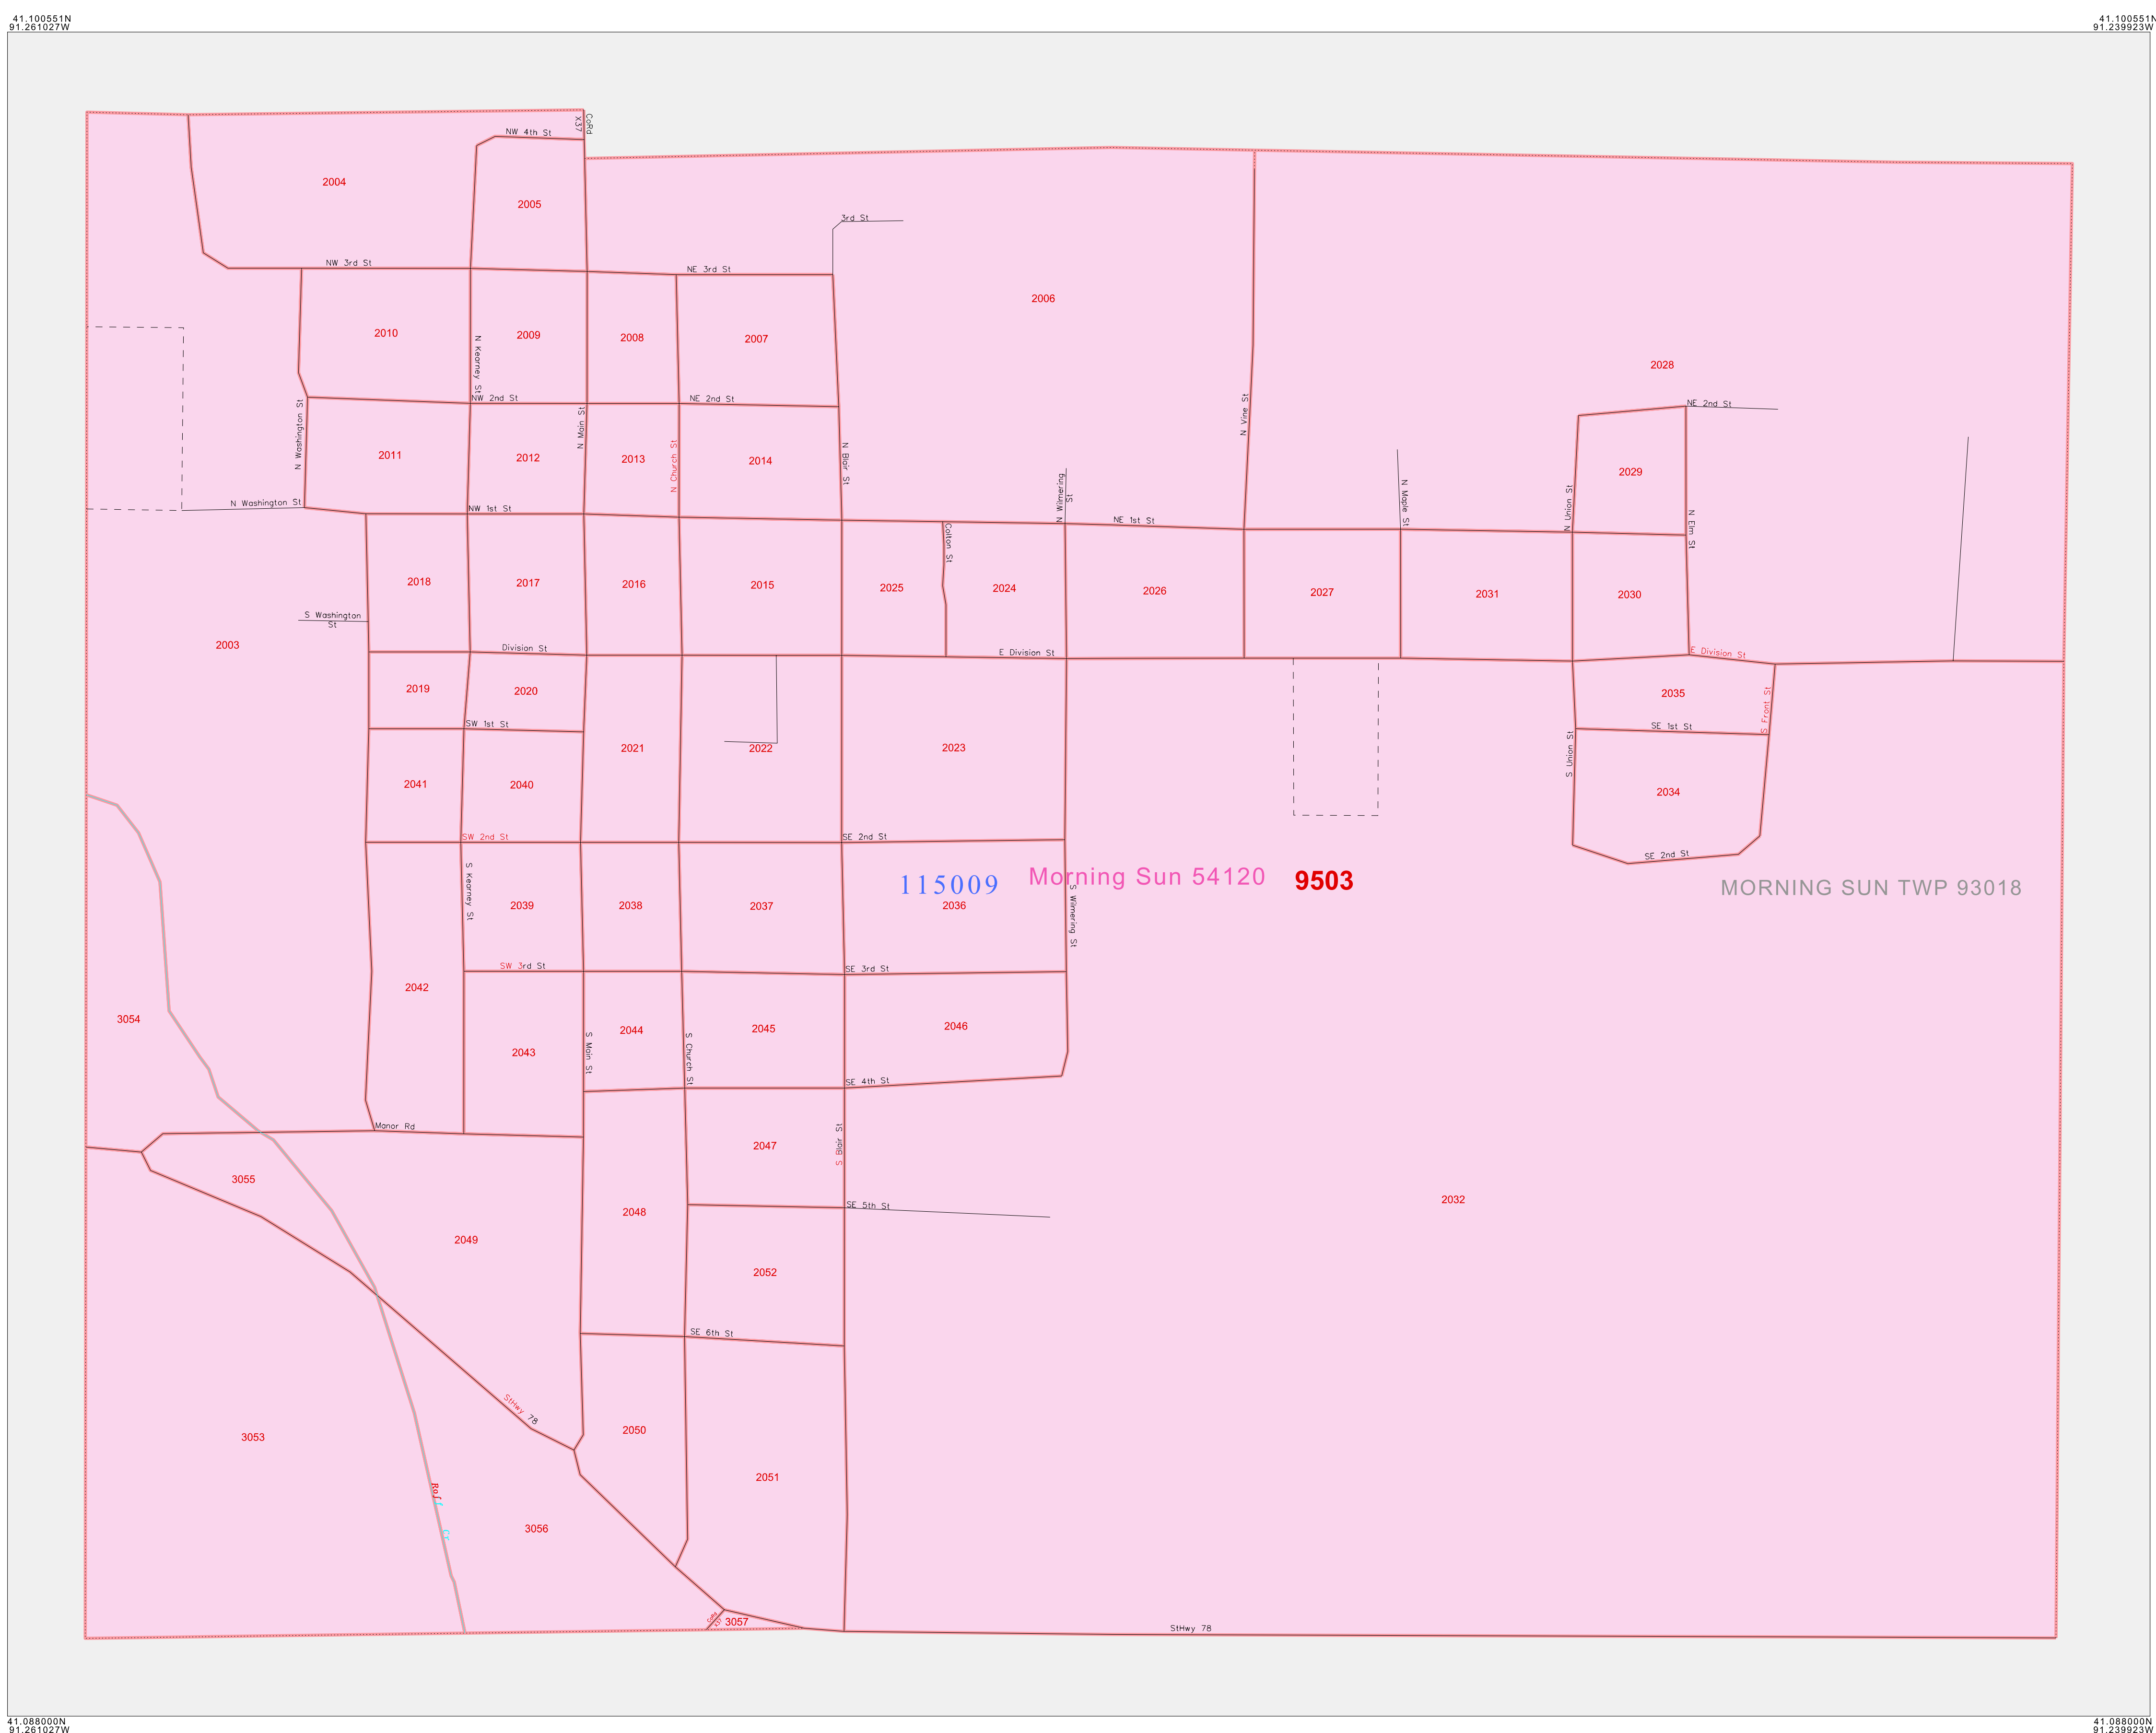 41.100551N
91.261027W
41.100551N
91.239923W
CoRd
X37
NW 4th St
2004
2005
3rd St
NW 3rd St
NE 3rd St
2006
2010
2009
2008
2007
N Kearney St
2028
NW 2nd St
NE 2nd St
NE 2nd St
N Washington St
N Main St
N Church St
N Blair St
N Vine St
2011
2012
2013
2014
2029
N Washington St
NW 1st St
N Wilmering
St
NE 1st St
N Maple St
N Union St
N Elm St
Colton St
2018
2017
2016
2015
2025
2024
2026
2027
2031
2030
S Washington
St
2003
Division St
E Division St
E Division St
2019
2020
2035
S Front St
SW 1st St
SE 1st St
2021
2022
2023
S Union St
2041
2040
2034
SW 2nd St
SE 2nd St
SE 2nd St
S Kearney St
115009
Morning Sun 54120
9503
MORNING SUN TWP 93018
2039
2038
2037
2036
S Wilmering St
SW 3rd St
SE 3rd St
2042
3054
2043
2044
2045
2046
S Main St
S Church St
SE 4th St
Manor Rd
2047
S Blair St
3055
2032
2048
SE 5th St
2049
2052
SE 6th St
StHwy 78
2050
3053
2051
Roff Cr
3056
CoRd
X37
3057
StHwy 78
41.088000N
91.261027W
41.088000N
91.239923W